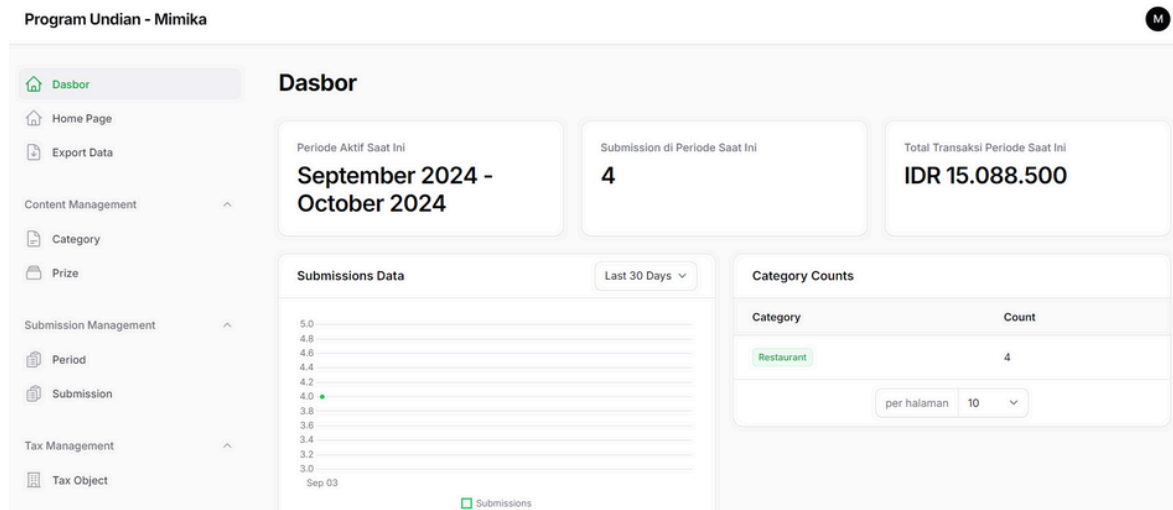 Program Undian - Mimika
M
Dasbor
Home Page
Export Data
Content Management
Category
Prize
Submission Management
Period
Submission
Tax Management
Tax Object
Dasbor
Periode Aktif Saat Ini
September 2024 -
October 2024
Submission di Periode Saat Ini
4
Total Transaksi Periode Saat Ini
IDR 15.088.500
Submissions Data
Last 30 Days
5.0
4.8
4.6
4.4
4.2
4.0
3.8
3.6
3.4
3.2
3.0
Sep 03
Submissions
Category Counts
Category Count
Restaurant 4
per halaman 10